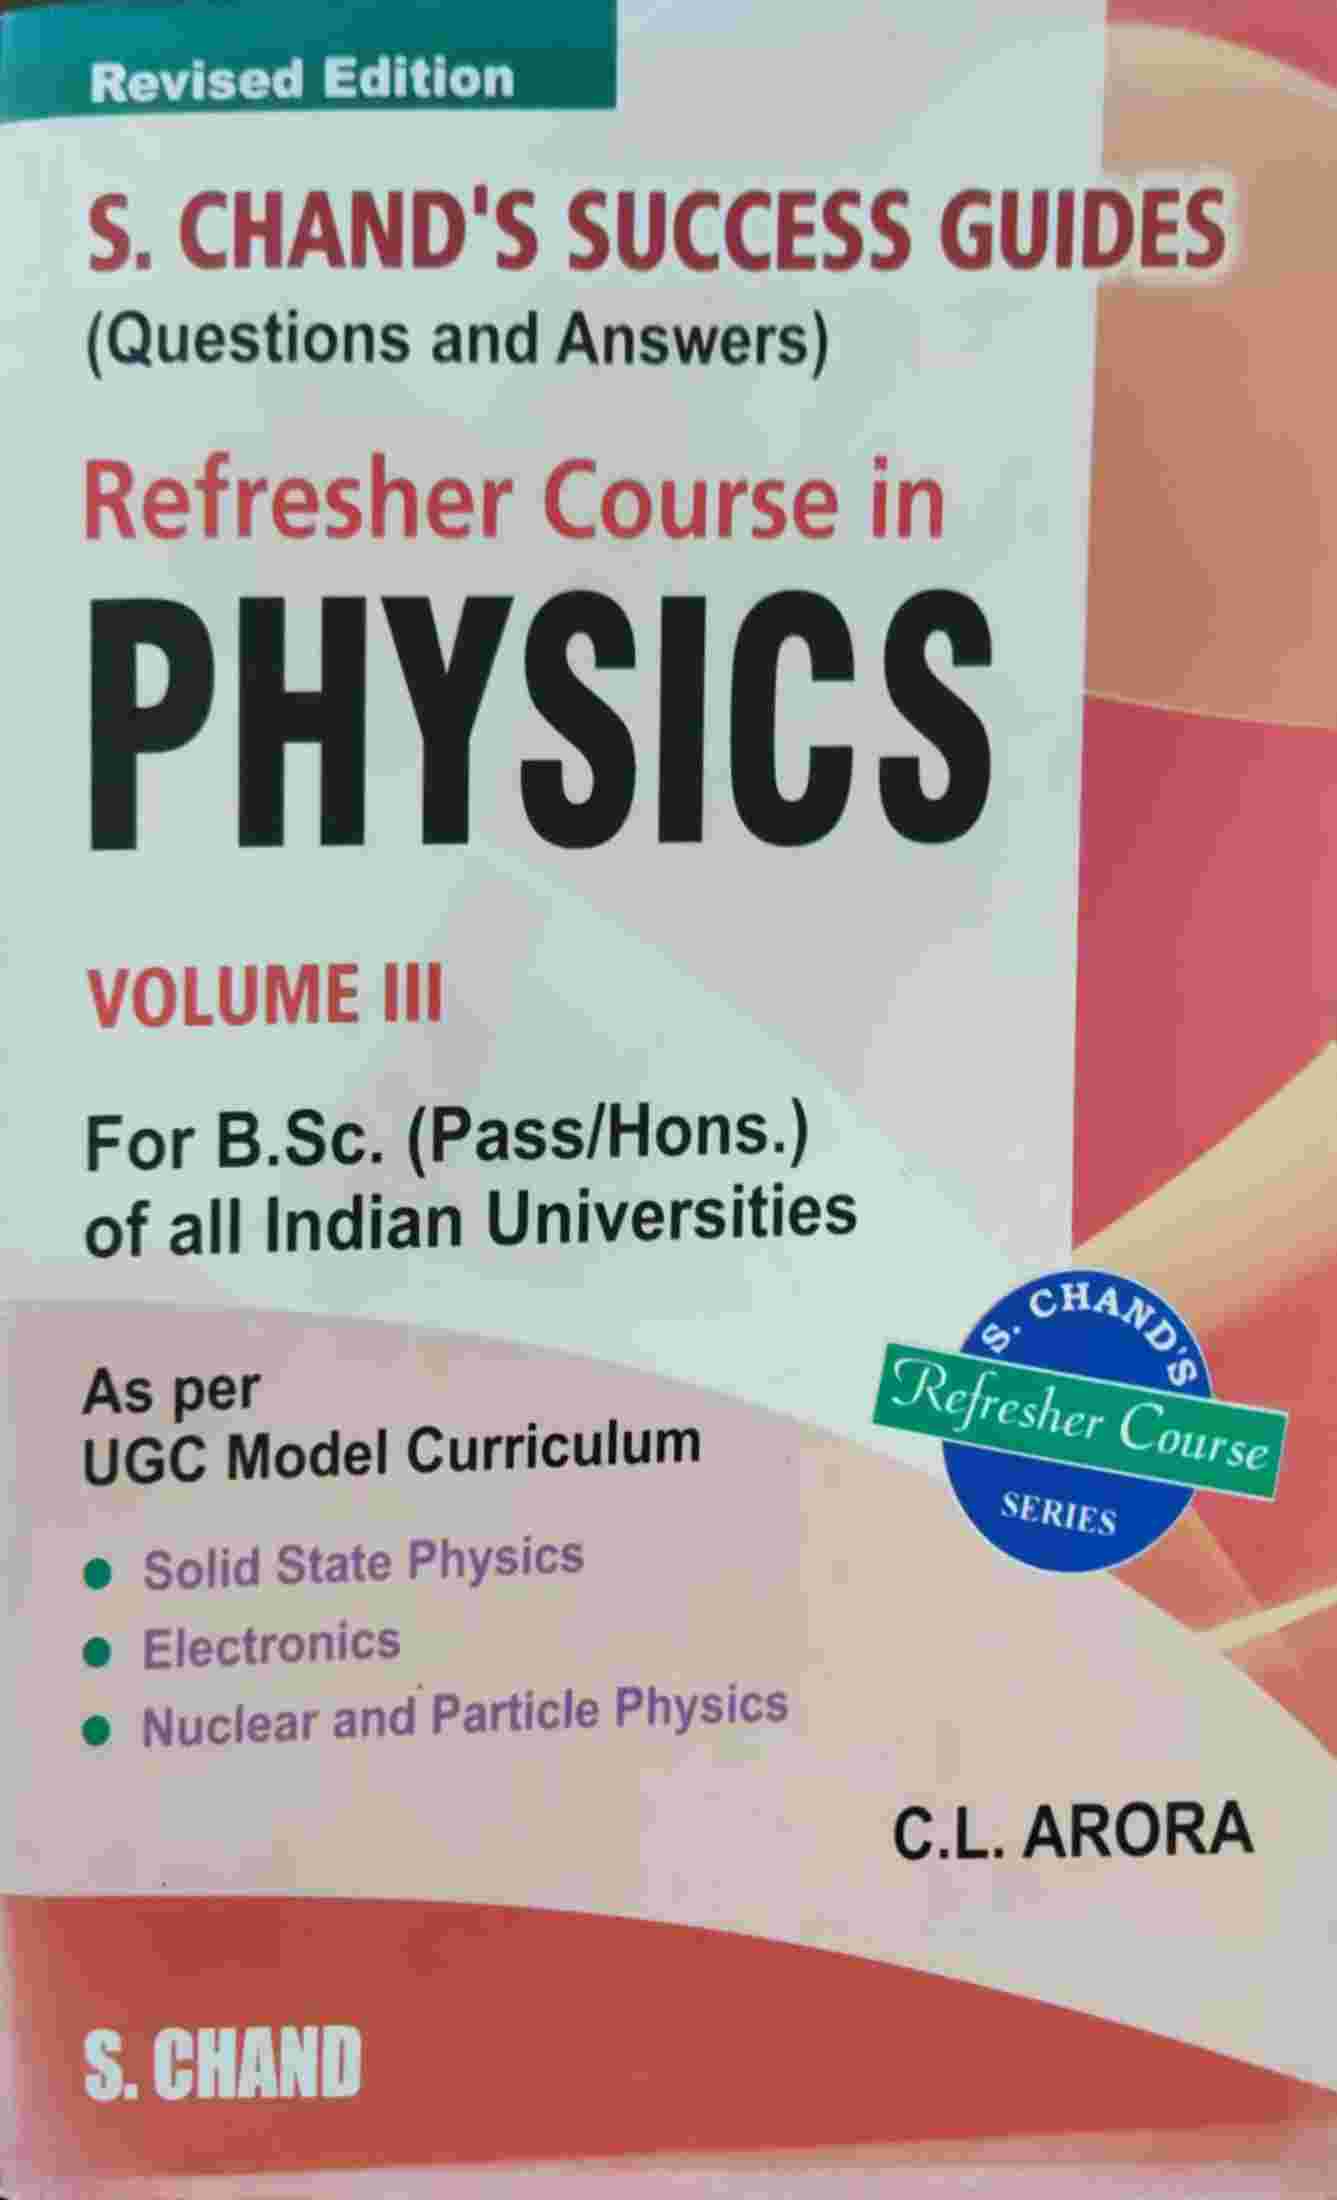 Revised Edition
S. CHAND'S SUCCESS GUIDES
(Questions and Answers)
Refresher Course in
PHYSICS
VOLUME III
For B.Sc. (Pass/Hons.)
of all Indian Universities
S. CHAND'S
Refresher Course
SERIES
As per
UGC Model Curriculum
● Solid State Physics
● Electronics
● Nuclear and Particle Physics
C.L. ARORA
S. CHAND